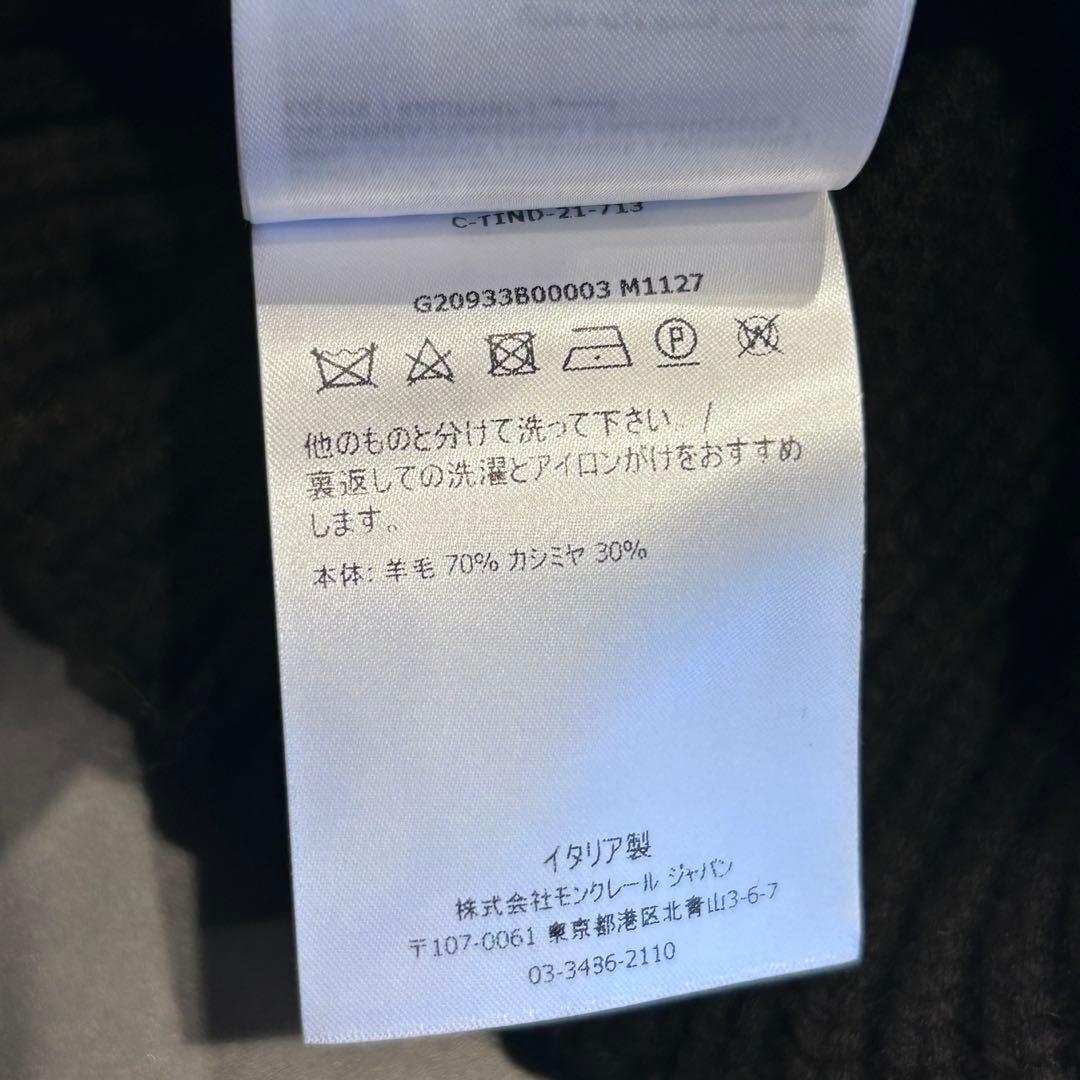 C-TIND-21-713
G20933B00003 M1127
P
W
他のものと分けて洗って下さい。/
裏返しての洗濯とアイロンがけをおすすめ
します。
本体: 羊毛 70% カシミヤ 30%
イタリア製
株式会社モンクレール ジャパン
〒107-0061 東京都港区北青山3-6-7
03-3486-2110